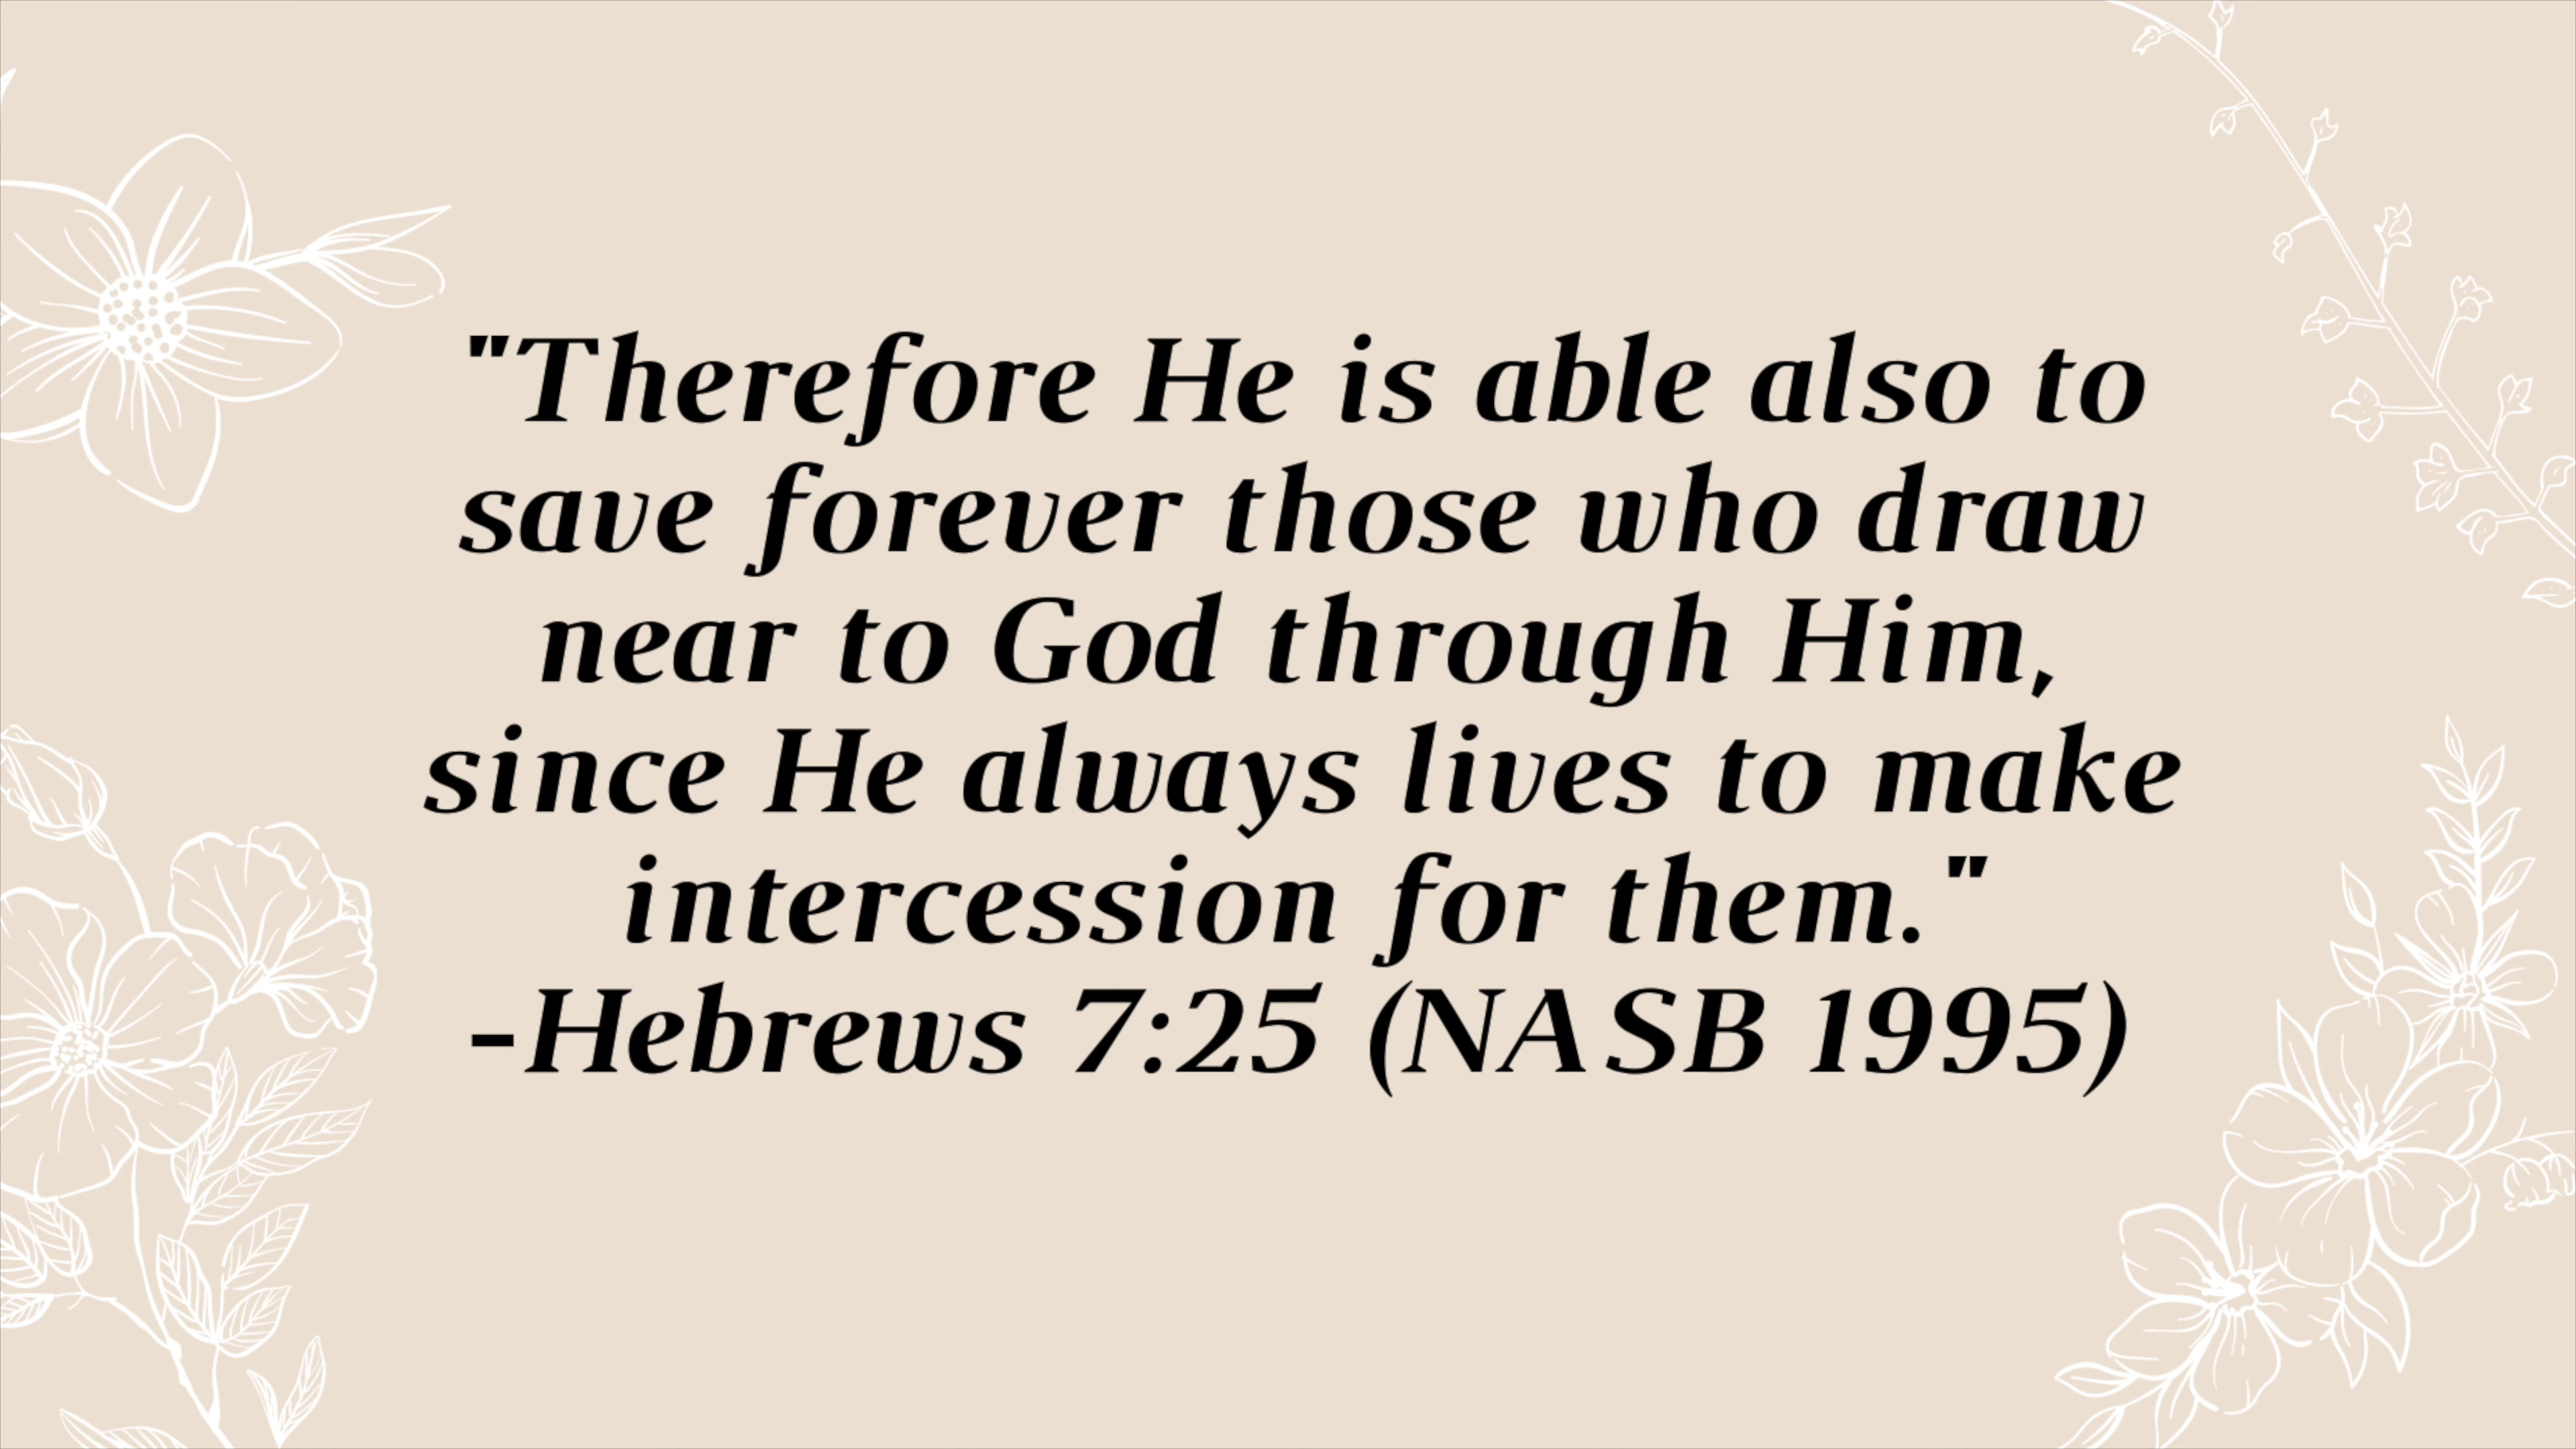 "Therefore He is able also to
save forever those who draw
near to God through Him,
since He always lives to make
intercession for them."
-Hebrews 7:25 (NASB 1995)